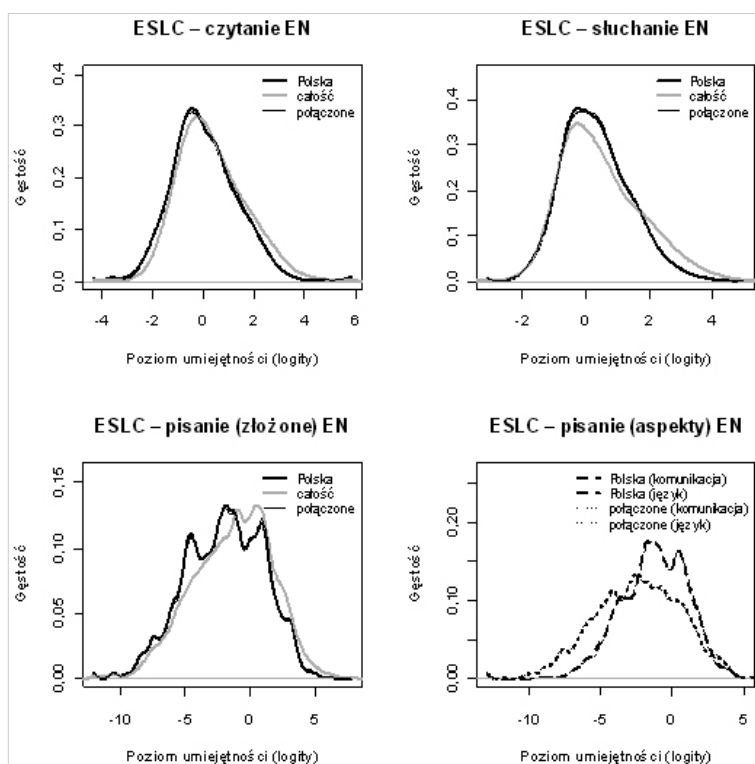 ESLC – czytanie EN
Gęstość
0,0 0,1 0,2 0,3 0,4
Polska
całość
połączone
-4 -2 0 2 4 6
Poziom umiejętności (logity)
ESLC – słuchanie EN
Gęstość
0,0 0,1 0,2 0,3 0,4
Polska
całość
połączone
-2 0 2 4
Poziom umiejętności (logity)
ESLC – pisanie (złożone) EN
Gęstość
0,00 0,05 0,10 0,15
Polska
całość
połączone
-10 -5 0 5
Poziom umiejętności (logity)
ESLC – pisanie (aspekty) EN
Gęstość
0,00 0,10 0,20
Polska (komunikacja)
Polska (język)
połączone (komunikacja)
połączone (język)
-10 -5 0 5
Poziom umiejętności (logity)